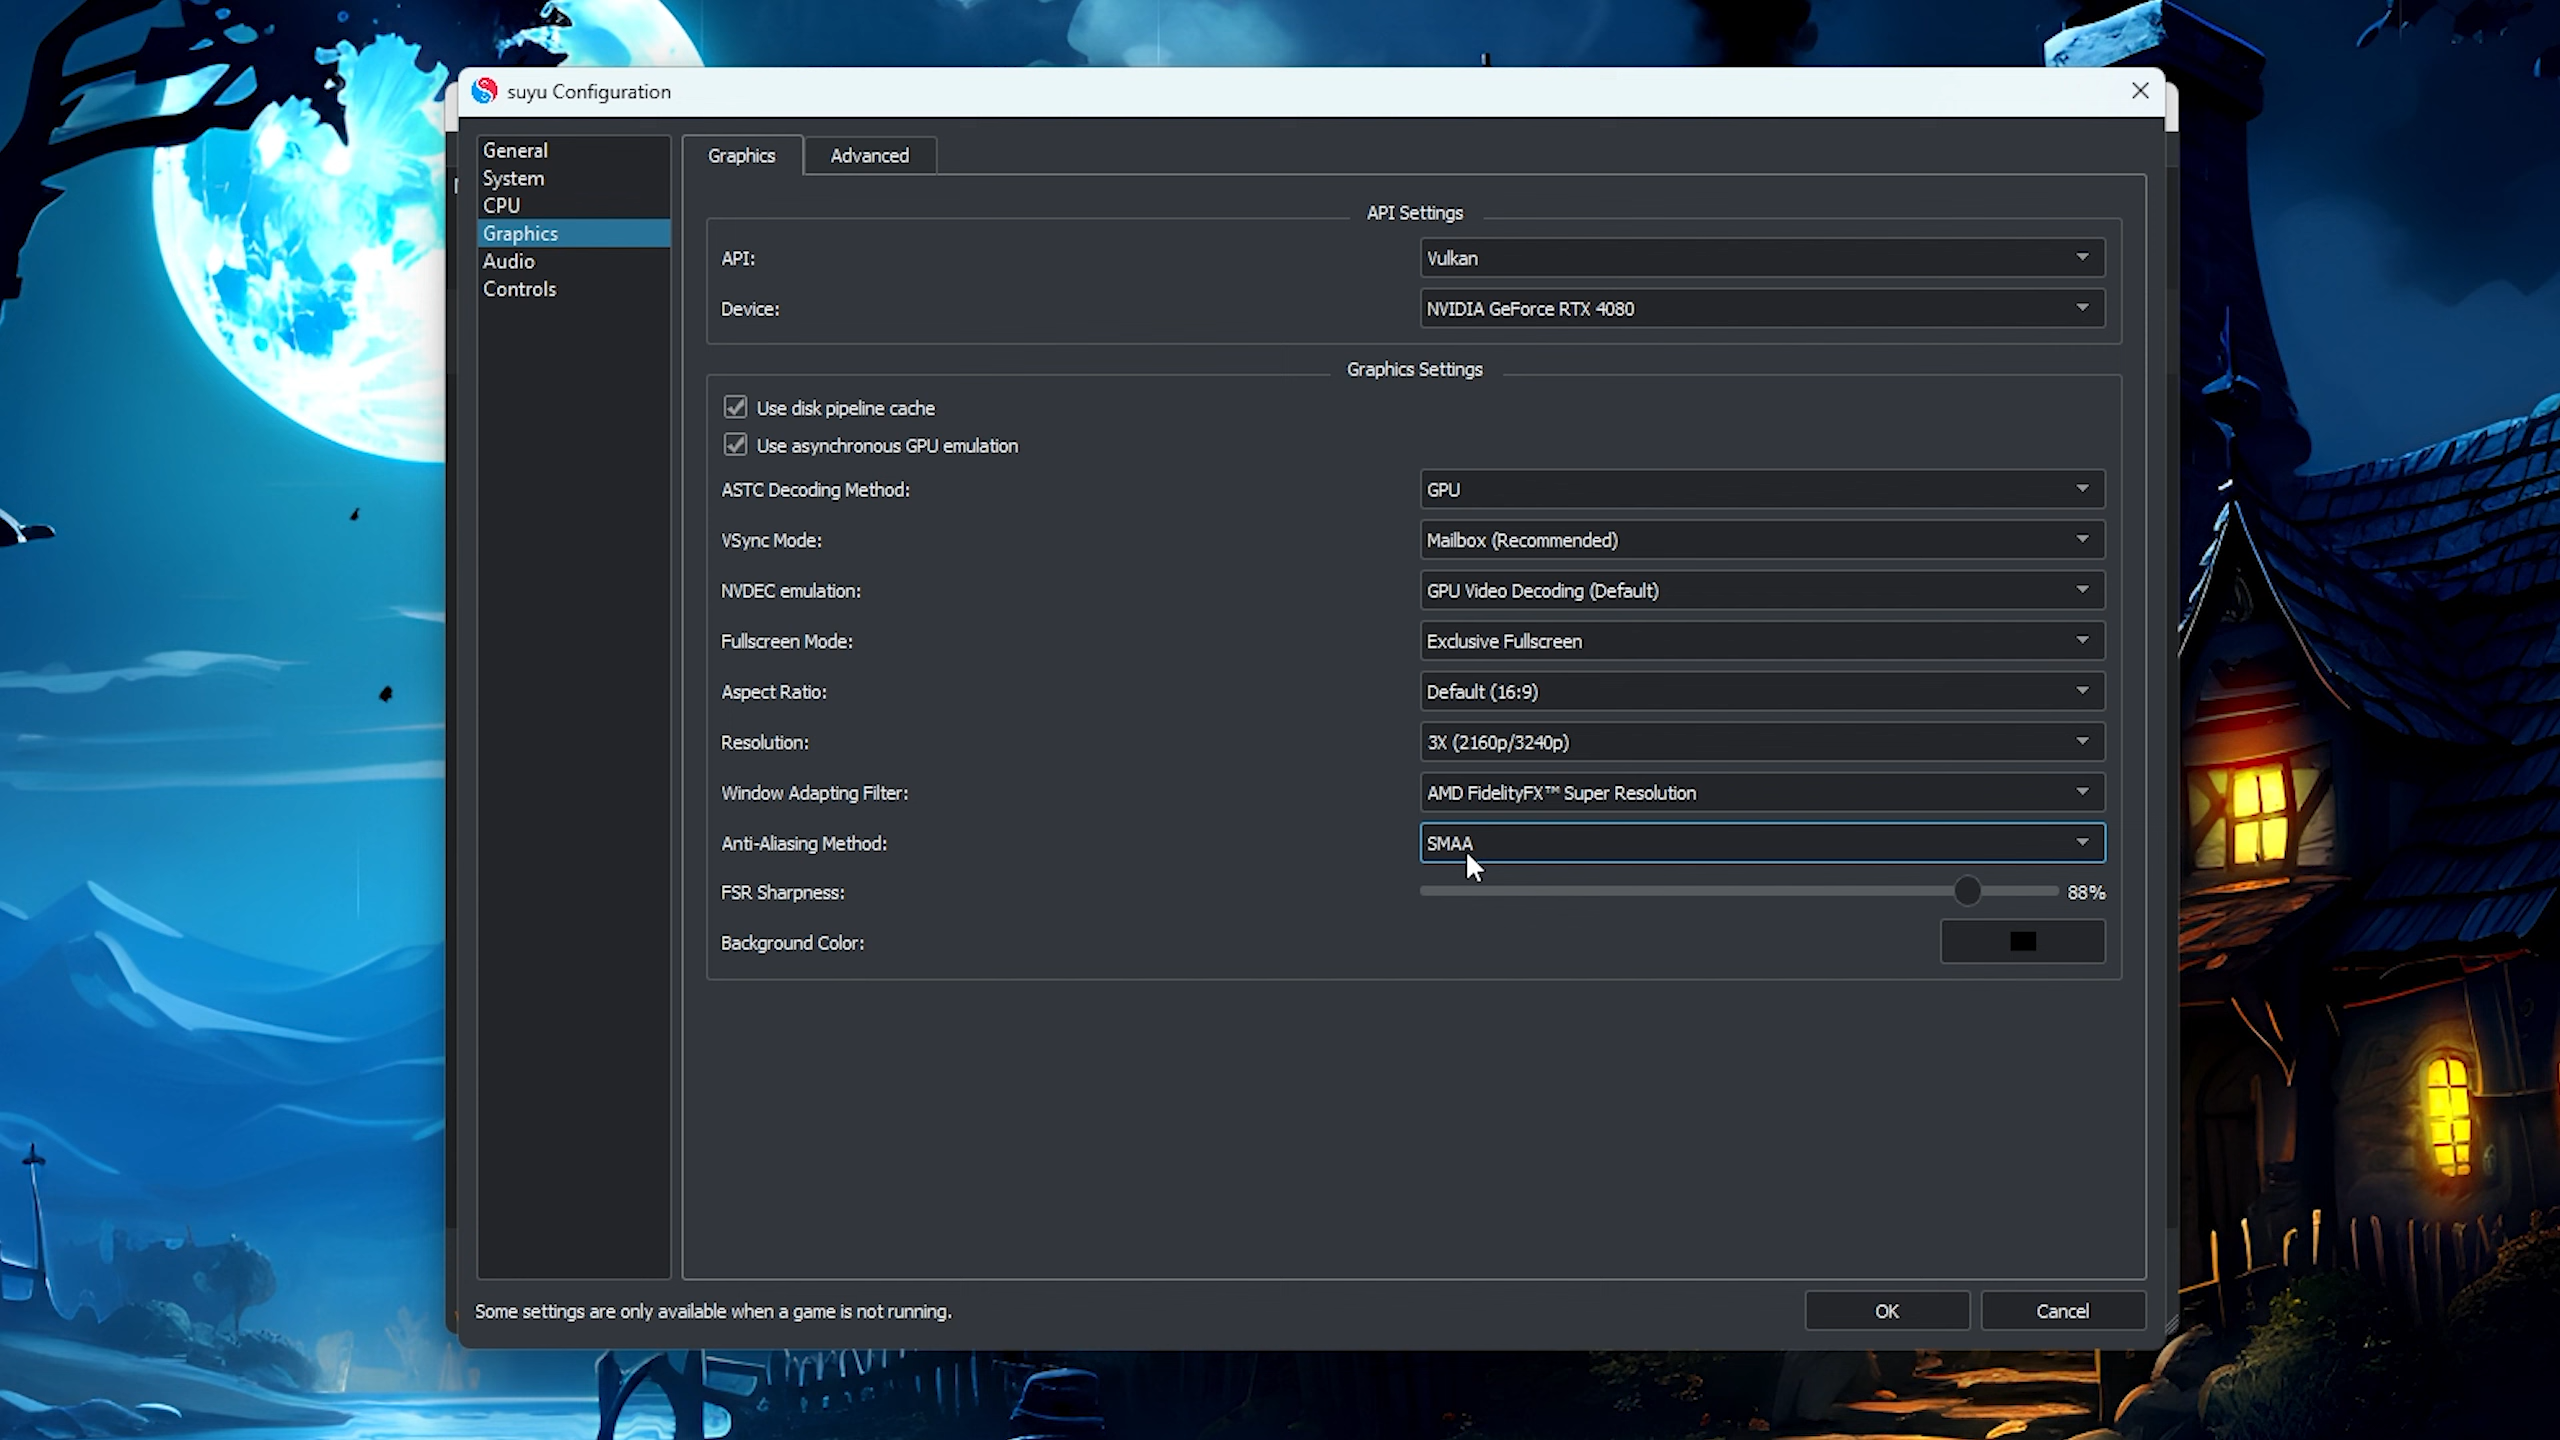 suyu Configuration
General
System
CPU
Graphics
Audio
Controls
Graphics
Advanced
API Settings
API:
Vulkan
Device:
NVIDIA GeForce RTX 4080
Graphics Settings
Use disk pipeline cache
Use asynchronous GPU emulation
ASTC Decoding Method:
GPU
VSync Mode:
Mailbox (Recommended)
NVDEC emulation:
GPU Video Decoding (Default)
Fullscreen Mode:
Exclusive Fullscreen
Aspect Ratio:
Default (16:9)
Resolution:
3X (2160p/3240p)
Window Adapting Filter:
AMD FidelityFX™ Super Resolution
Anti-Aliasing Method:
SMAA
FSR Sharpness:
88%
Background Color:
Some settings are only available when a game is not running.
OK
Cancel